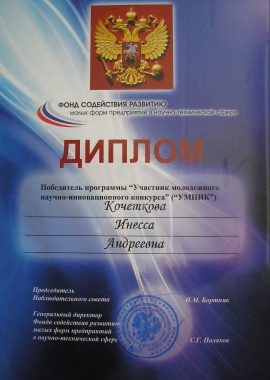 ФОНД СОДЕЙСТВИЯ РАЗВИТИЮ
малых форм предприятий в научно-технической сфере
ДИПЛОМ
Победитель программы "Участник молодежного
научно-инновационного конкурса" ("УМНИК")
Кочеткова
Инесса
Андреевна
Председатель
Наблюдательного совета
И.М. Бортник
Генеральный директор
Фонда содействия развитию
малых форм предприятий
в научно-технической сфере
С.Г. Поляков